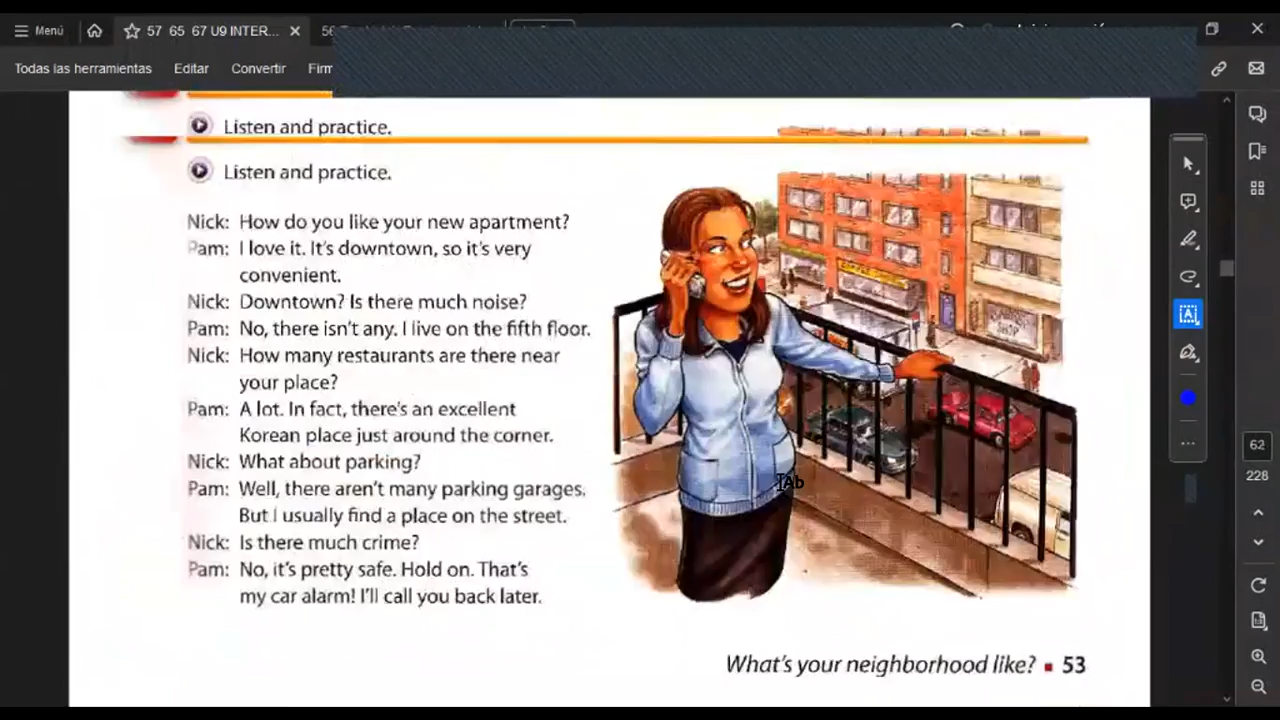 Menú
57 65 67 U9 INTER...
Todas las herramientas
Editar
Convertir
Firm
Listen and practice.
Listen and practice.
Nick: How do you like your new apartment?
Pam: I love it. It's downtown, so it's very
convenient.
Nick: Downtown? Is there much noise?
Pam: No, there isn't any. I live on the fifth floor.
Nick: How many restaurants are there near
your place?
Pam: A lot. In fact, there's an excellent
Korean place just around the corner.
Nick: What about parking?
Pam: Well, there aren't many parking garages.
But I usually find a place on the street.
Nick: Is there much crime?
Pam: No, it's pretty safe. Hold on. That's
my car alarm! I'll call you back later.
What's your neighborhood like? ▪ 53
Ab
A
62
228